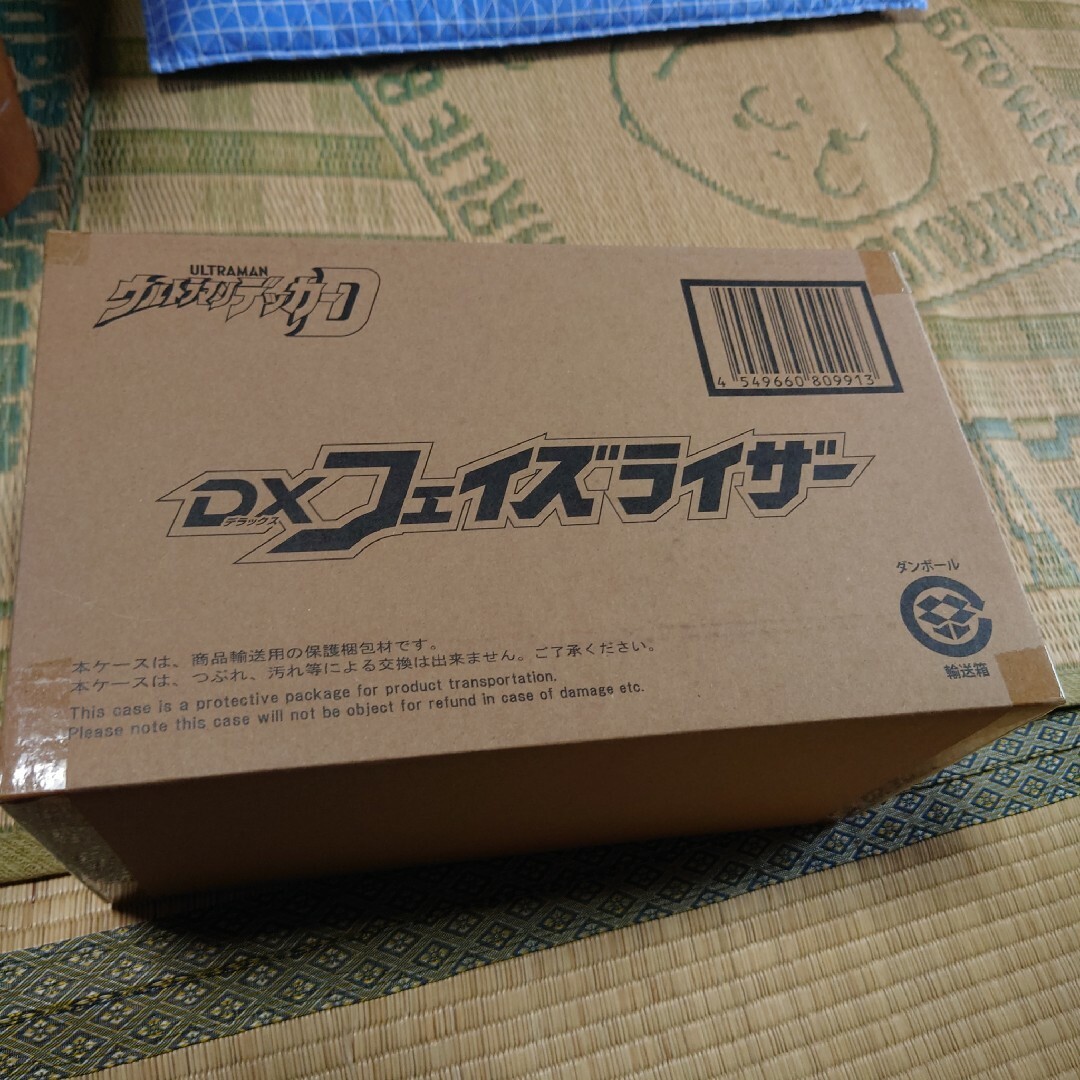 ULTRAMAN
ウルトラマンデッカーD
4 549660 809913
DXフェイズライザー
デラックス
ダンボール
輸送箱
本ケースは、商品輸送用の保護梱包材です。
本ケースは、つぶれ、汚れ等による交換は出来ません。ご了承ください。
This case is a protective package for product transportation.
Please note this case will not be object for refund in case of damage etc.
BROWN
CHARLIE B